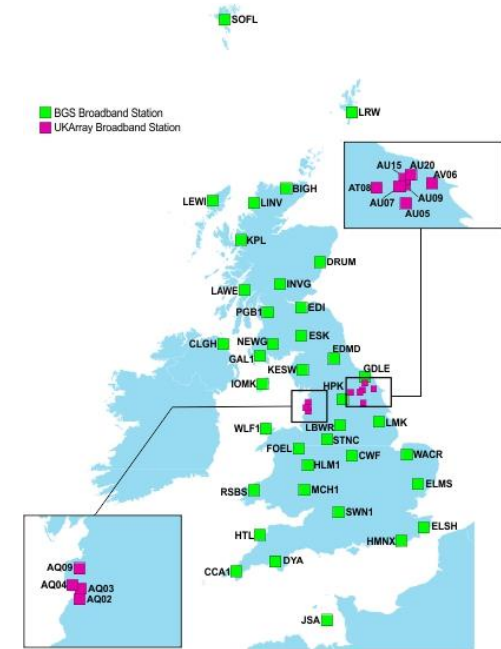 SOFL
BGS Broadband Station
UKArray Broadband Station
LRW
AU15 AU20
AV06
AT08
AU07 AU09
AU05
BIGH
LEWI LINV
KPL
DRUM
INVG
LAWE
PGB1 EDI
ESK
CLGH NEWG
EDMD
GAL1
KESW GDLE
IOMK HPK
LMK
WLF1 LBWR
STNC
FOEL CWF WACR
HLM1
RSBS MCH1 ELMS
SWN1
ELSH
HTL HMNX
DYA
CCA1
AQ09
AQ04 AQ03
AQ02
JSA